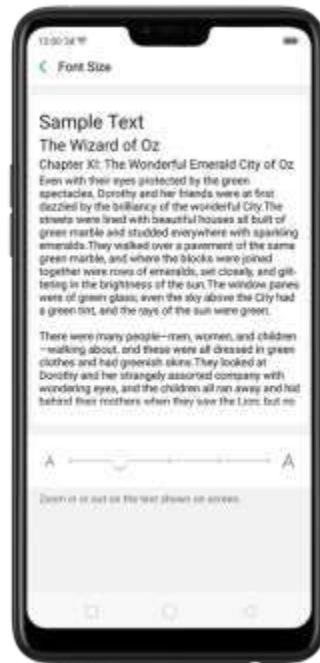 Font Size
Sample Text
The Wizard of Oz
Chapter XI: The Wonderful Emerald City of Oz
Even with their eyes protected by the green
spectacles, Dorothy and her friends were at first
dazzled by the brilliancy of the wonderful City.The
streets were lined with beautiful houses all built of
green marble and studded everywhere with sparkling
emeralds.They walked over a pavement of the same
green marble, and where the blocks were joined
together were rows of emeralds, set closely, and glit-
tering in the brightness of the sun.The window panes
were of green glass; even the sky above the City had
a green tint, and the rays of the sun were green.
There were many people—men, women, and children
—walking about, and these were all dressed in green
clothes and had greenish skins.They looked at
Dorothy and her strangely assorted company with
wondering eyes, and the children all ran away and hid
behind their mothers when they saw the Lion; but no
A A
Zoom in or out on the text shown on screen.